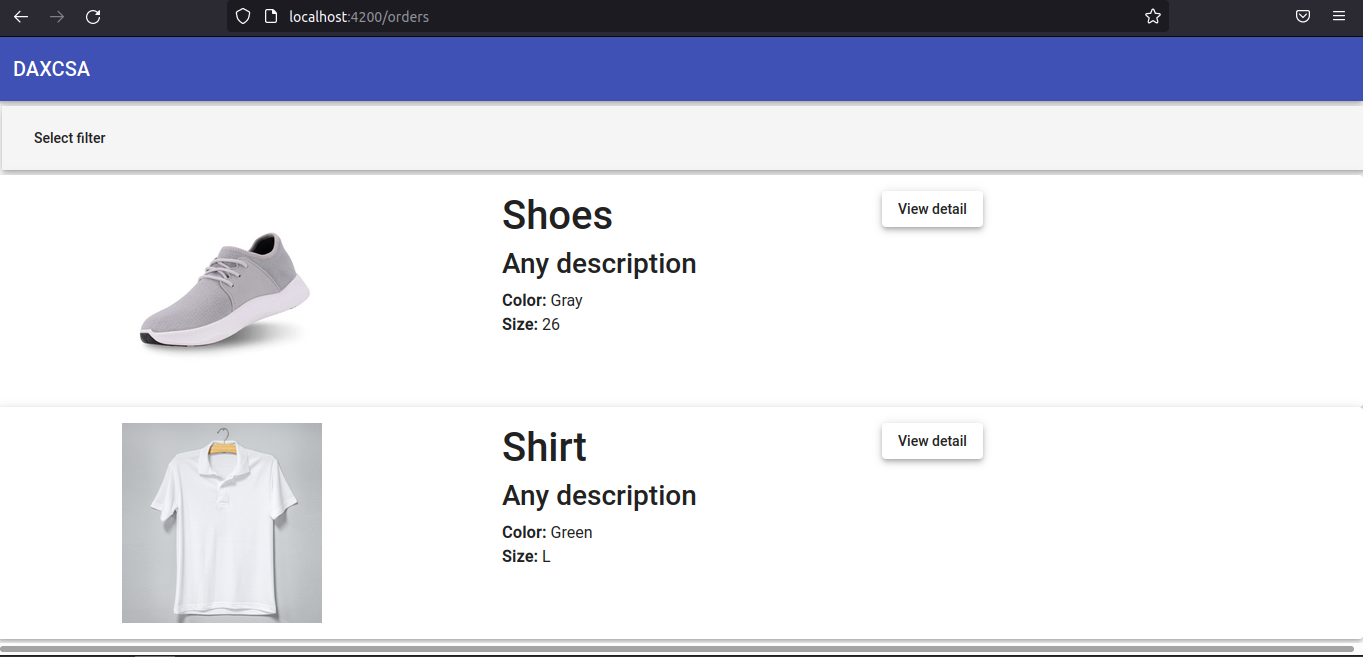 localhost:4200/orders
DAXCSA
Select filter
Shoes
View detail
Any description
Color: Gray
Size: 26
Shirt
View detail
Any description
Color: Green
Size: L